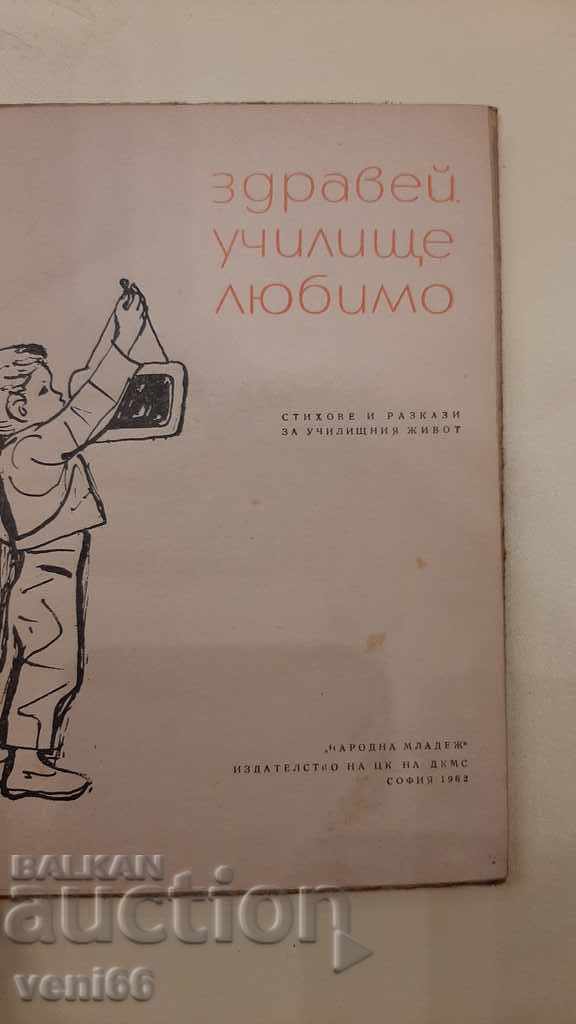 здравей,
училище
любимо
СТИХОВЕ И РАЗКАЗИ
ЗА УЧИЛИЩНИЯ ЖИВОТ
„НАРОДНА МЛАДЕЖ“
ИЗДАТЕЛСТВО НА ЦК НА ДКМС
СОФИЯ 1962
BALKAN
auction
veni66